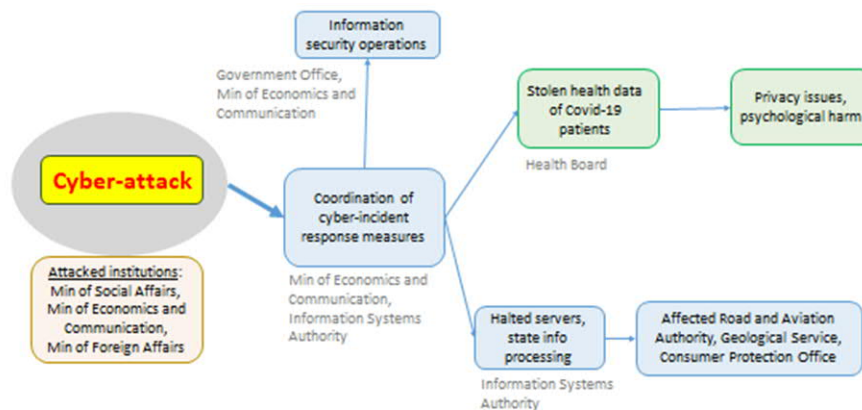 Information
security operations
Government Office,
Min of Economics and
Communication
Cyber-attack
Attacked institutions:
Min of Social Affairs,
Min of Economics and
Communication,
Min of Foreign Affairs
Coordination of
cyber-incident
response measures
Min of Economics and
Communication,
Information Systems
Authority
Stolen health data
of Covid-19
patients
Health Board
Privacy issues,
psychological harm
Halted servers,
state info
processing
Information Systems
Authority
Affected Road and Aviation
Authority, Geological Service,
Consumer Protection Office